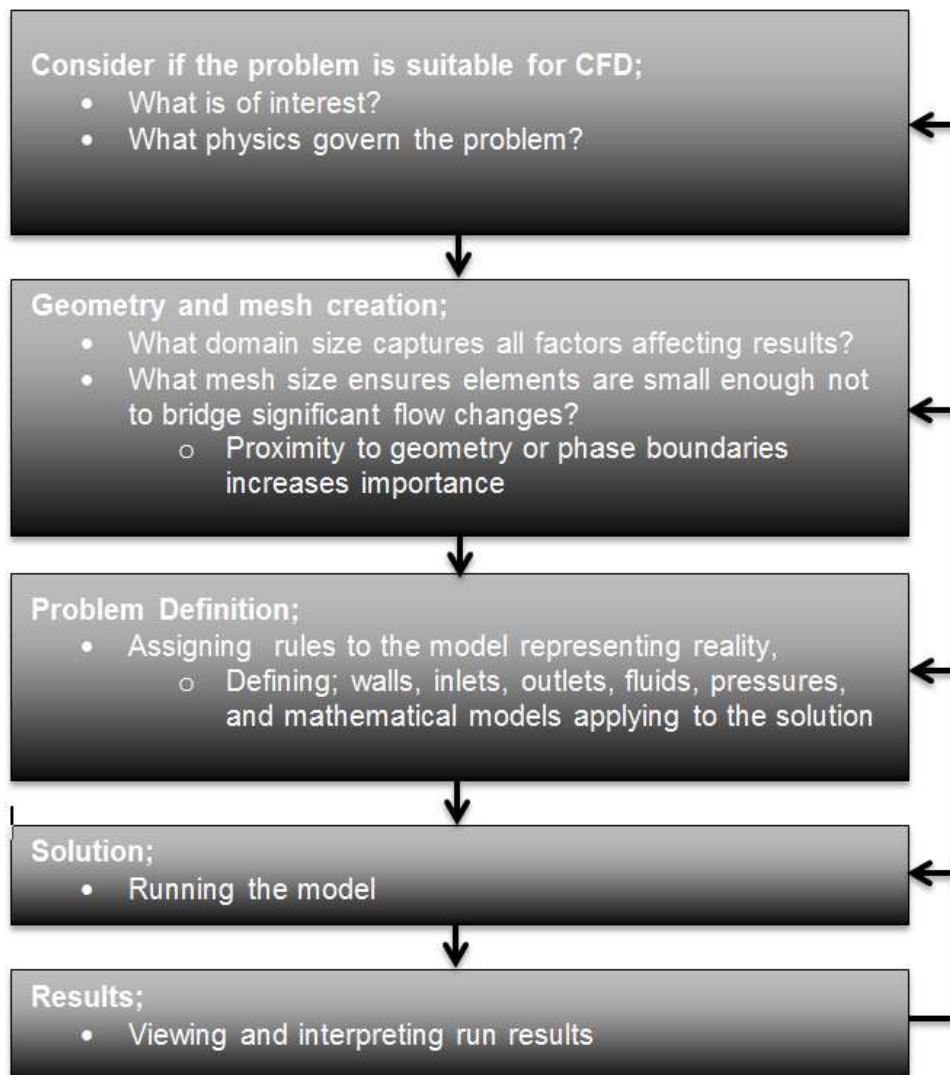 Consider if the problem is suitable for CFD;
• What is of interest?
• What physics govern the problem?
Geometry and mesh creation;
• What domain size captures all factors affecting results?
• What mesh size ensures elements are small enough not
to bridge significant flow changes?
o Proximity to geometry or phase boundaries
increases importance
Problem Definition;
• Assigning rules to the model representing reality,
o Defining; walls, inlets, outlets, fluids, pressures,
and mathematical models applying to the solution
Solution;
• Running the model
Results;
• Viewing and interpreting run results